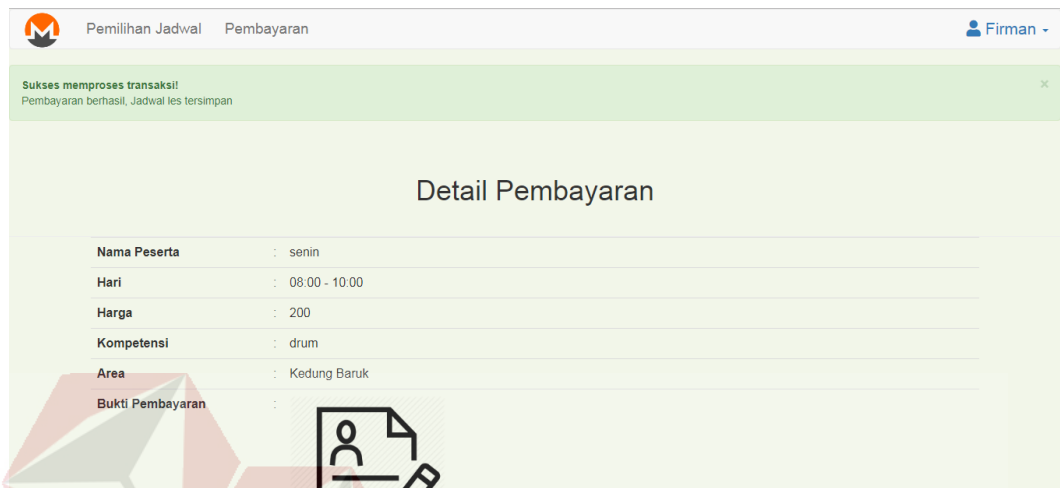 Pemilihan Jadwal Pembayaran Firman
Sukses memproses transaksi! ×
Pembayaran berhasil, Jadwal les tersimpan
Detail Pembayaran
Nama Peserta : senin
Hari : 08:00 - 10:00
Harga : 200
Kompetensi : drum
Area : Kedung Baruk
Bukti Pembayaran :